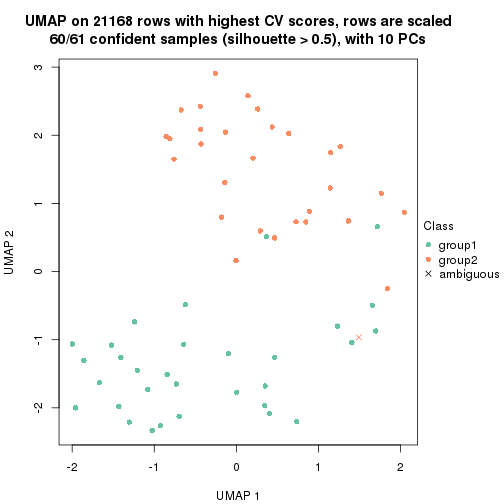 UMAP on 21168 rows with highest CV scores, rows are scaled
60/61 confident samples (silhouette > 0.5), with 10 PCs
3
2
1
0
-1
-2
UMAP 2
-2
-1
0
1
2
UMAP 1
Class
group1
group2
ambiguous